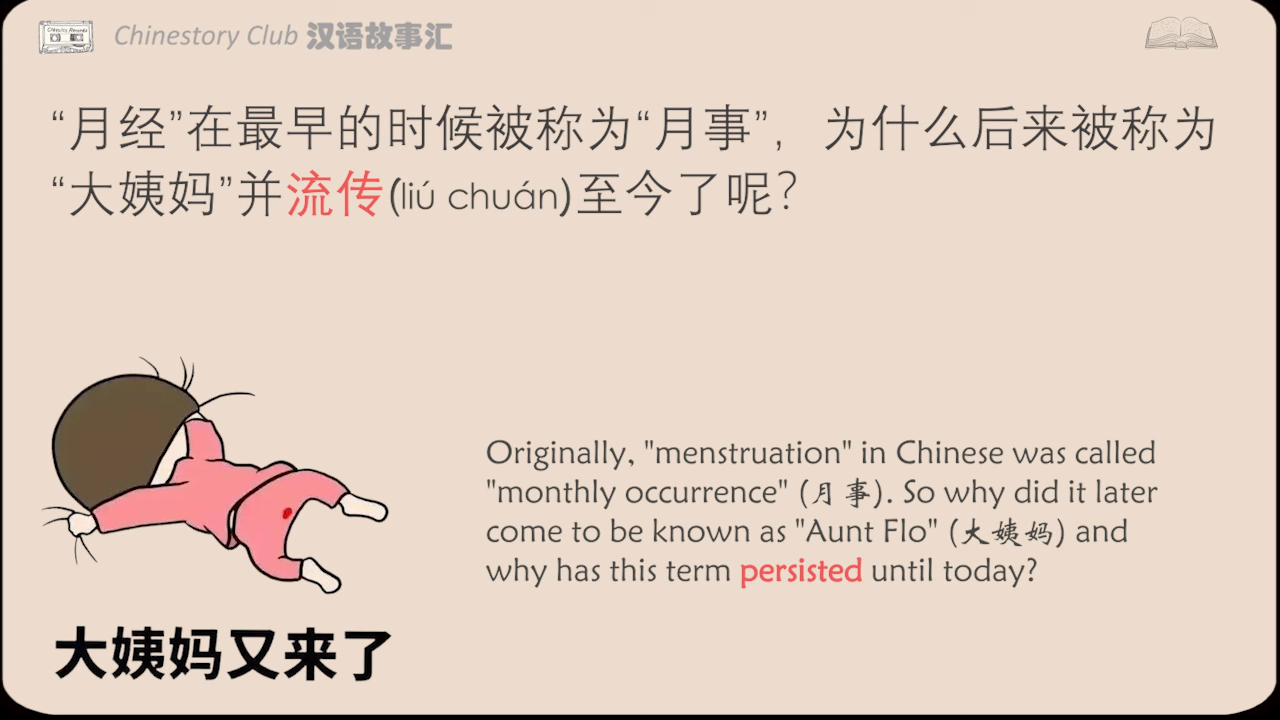 Chinestory Club 汉语故事汇
“月经”在最早的时候被称为“月事”，为什么后来被称为
“大姨妈”并流传(liú chuán)至今了呢？
Originally, "menstruation" in Chinese was called
"monthly occurrence" (月事). So why did it later
come to be known as "Aunt Flo" (大姨妈) and
why has this term persisted until today?
大姨妈又来了